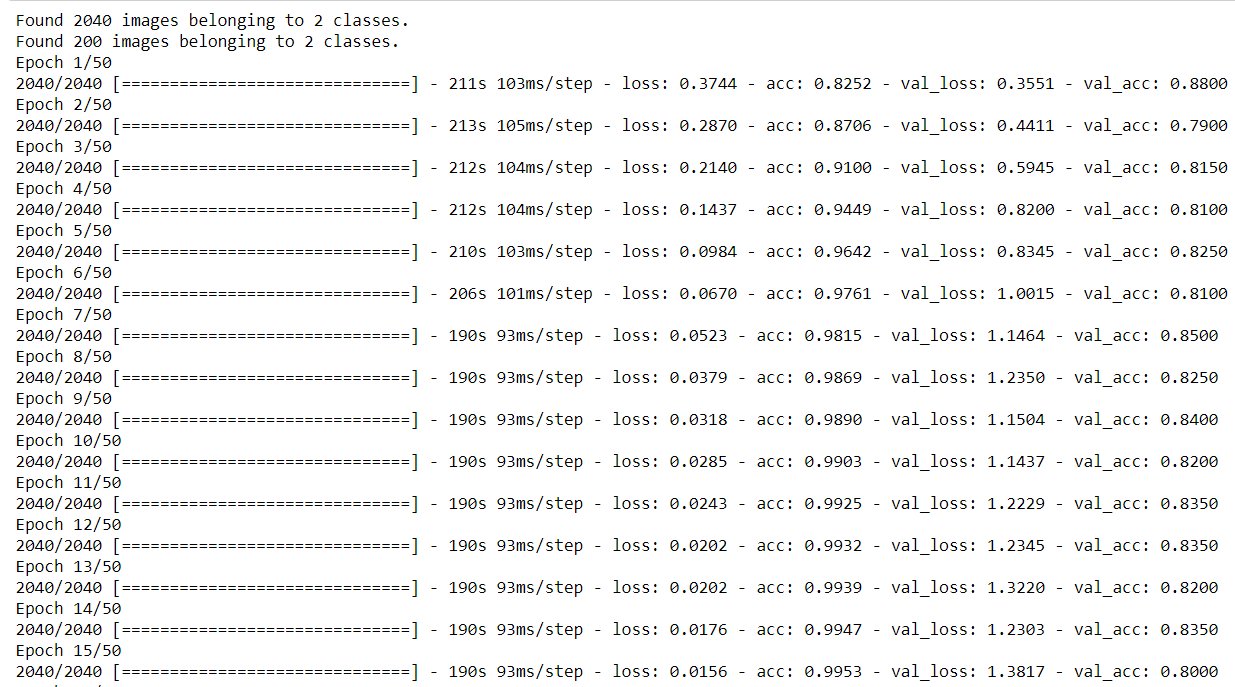 Found 2040 images belonging to 2 classes.
Found 200 images belonging to 2 classes.
Epoch 1/50
2040/2040 [==============================] - 211s 103ms/step - loss: 0.3744 - acc: 0.8252 - val_loss: 0.3551 - val_acc: 0.8800
Epoch 2/50
2040/2040 [==============================] - 213s 105ms/step - loss: 0.2870 - acc: 0.8706 - val_loss: 0.4411 - val_acc: 0.7900
Epoch 3/50
2040/2040 [==============================] - 212s 104ms/step - loss: 0.2140 - acc: 0.9100 - val_loss: 0.5945 - val_acc: 0.8150
Epoch 4/50
2040/2040 [==============================] - 212s 104ms/step - loss: 0.1437 - acc: 0.9449 - val_loss: 0.8200 - val_acc: 0.8100
Epoch 5/50
2040/2040 [==============================] - 210s 103ms/step - loss: 0.0984 - acc: 0.9642 - val_loss: 0.8345 - val_acc: 0.8250
Epoch 6/50
2040/2040 [==============================] - 206s 101ms/step - loss: 0.0670 - acc: 0.9761 - val_loss: 1.0015 - val_acc: 0.8100
Epoch 7/50
2040/2040 [==============================] - 190s 93ms/step - loss: 0.0523 - acc: 0.9815 - val_loss: 1.1464 - val_acc: 0.8500
Epoch 8/50
2040/2040 [==============================] - 190s 93ms/step - loss: 0.0379 - acc: 0.9869 - val_loss: 1.2350 - val_acc: 0.8250
Epoch 9/50
2040/2040 [==============================] - 190s 93ms/step - loss: 0.0318 - acc: 0.9890 - val_loss: 1.1504 - val_acc: 0.8400
Epoch 10/50
2040/2040 [==============================] - 190s 93ms/step - loss: 0.0285 - acc: 0.9903 - val_loss: 1.1437 - val_acc: 0.8200
Epoch 11/50
2040/2040 [==============================] - 190s 93ms/step - loss: 0.0243 - acc: 0.9925 - val_loss: 1.2229 - val_acc: 0.8350
Epoch 12/50
2040/2040 [==============================] - 190s 93ms/step - loss: 0.0202 - acc: 0.9932 - val_loss: 1.2345 - val_acc: 0.8350
Epoch 13/50
2040/2040 [==============================] - 190s 93ms/step - loss: 0.0202 - acc: 0.9939 - val_loss: 1.3220 - val_acc: 0.8200
Epoch 14/50
2040/2040 [==============================] - 190s 93ms/step - loss: 0.0176 - acc: 0.9947 - val_loss: 1.2303 - val_acc: 0.8350
Epoch 15/50
2040/2040 [==============================] - 190s 93ms/step - loss: 0.0156 - acc: 0.9953 - val_loss: 1.3817 - val_acc: 0.8000